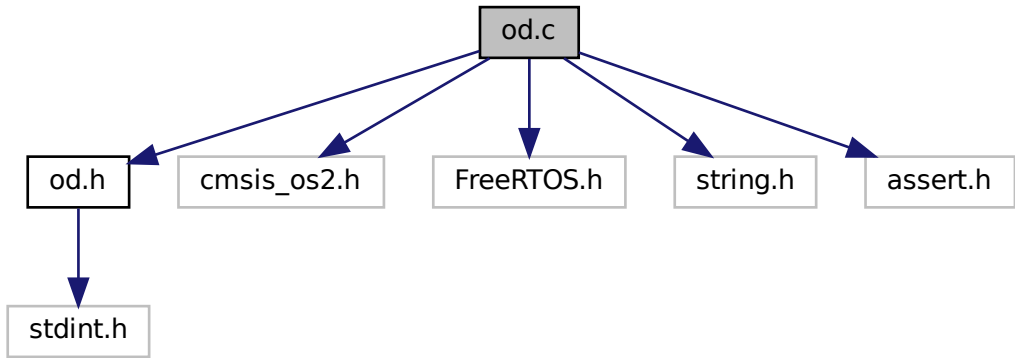 od.c
od.h
cmsis_os2.h
FreeRTOS.h
string.h
assert.h
stdint.h